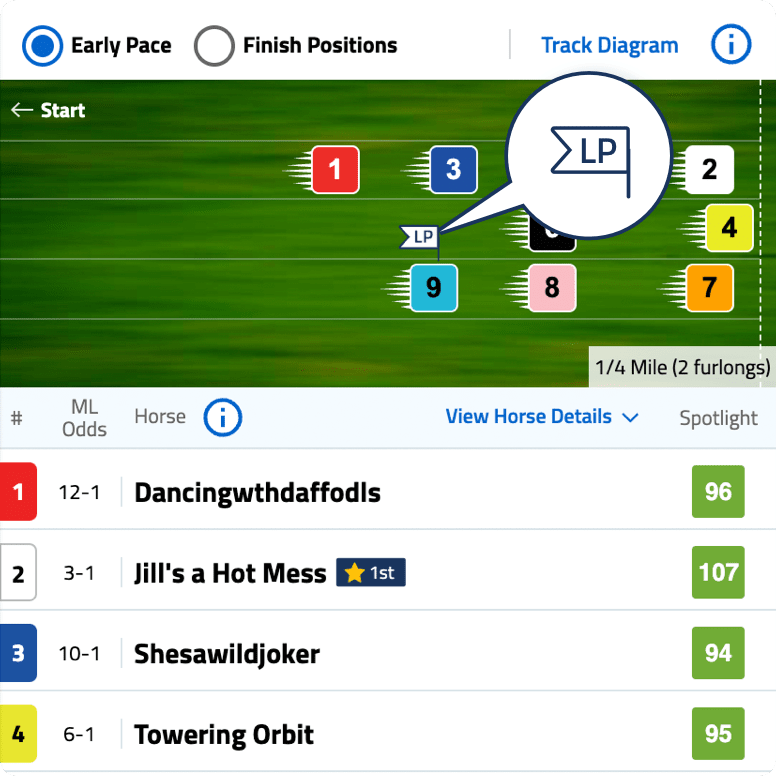 Early Pace Finish Positions Track Diagram i
← Start
LP
1 3 2
4
LP
9 8 7
1/4 Mile (2 furlongs)
# ML Odds Horse i View Horse Details Spotlight
1 12-1 Dancingwthdaffodls 96
2 3-1 Jill's a Hot Mess 1st 107
3 10-1 Shesawildjoker 94
4 6-1 Towering Orbit 95